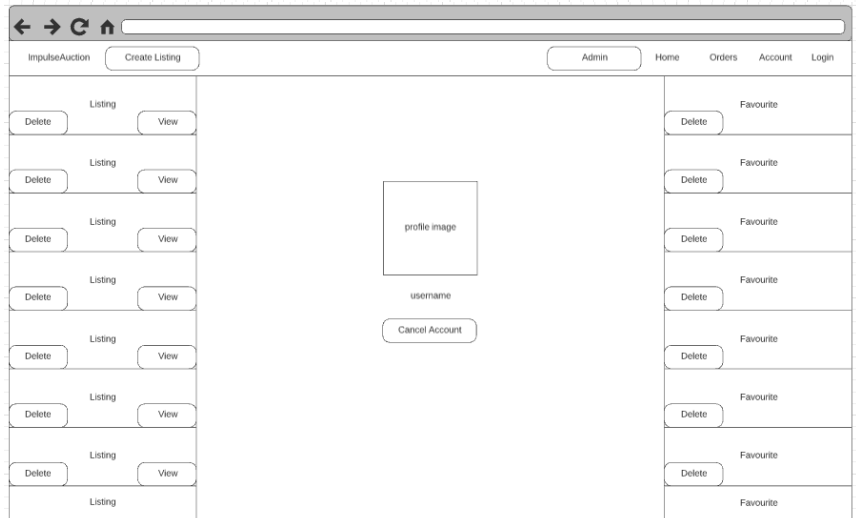 ImpulseAuction Create Listing Admin Home Orders Account Login
Listing
Delete View
Listing
Delete View
Listing
Delete View
Listing
Delete View
Listing
Delete View
Listing
Delete View
Listing
Delete View
Listing
profile image
username
Cancel Account
Favourite
Delete
Favourite
Delete
Favourite
Delete
Favourite
Delete
Favourite
Delete
Favourite
Delete
Favourite
Delete
Favourite